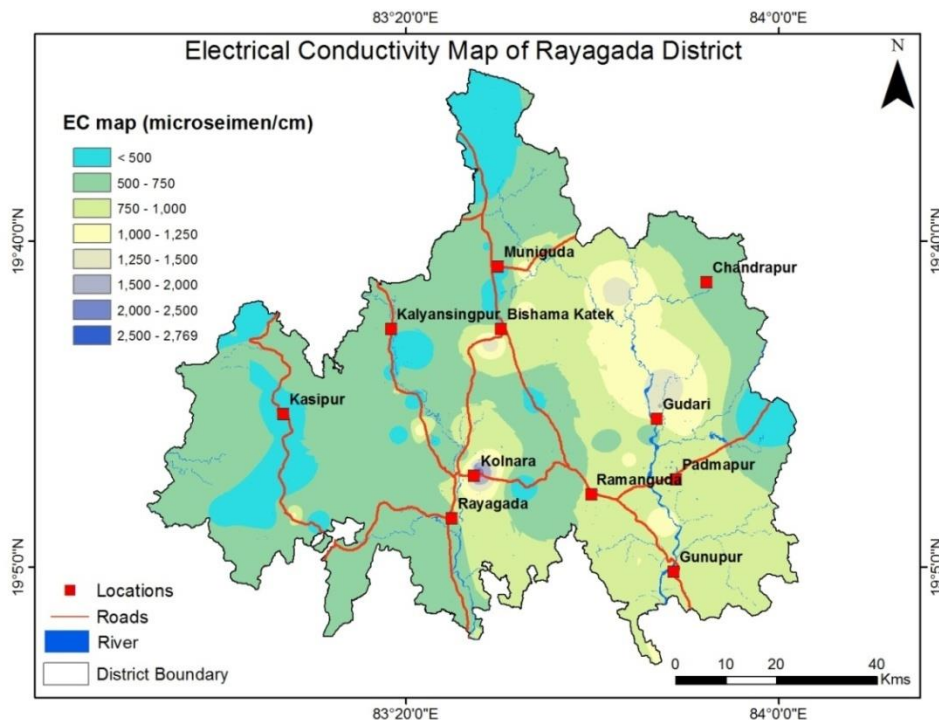 83°20'0"E
84°0'0"E
Electrical Conductivity Map of Rayagada District
N
EC map (microseimen/cm)
< 500
500 - 750
750 - 1,000
1,000 - 1,250
1,250 - 1,500
1,500 - 2,000
2,000 - 2,500
2,500 - 2,769
19°40'0"N
19°40'0"N
Muniguda
Chandrapur
Kalyansingpur
Bishama Katek
Kasipur
Gudari
Kolnara
Padmapur
Ramanguda
Rayagada
Gunupur
19°5'0"N
19°5'0"N
Locations
Roads
River
District Boundary
0
10
20
40
Kms
83°20'0"E
84°0'0"E